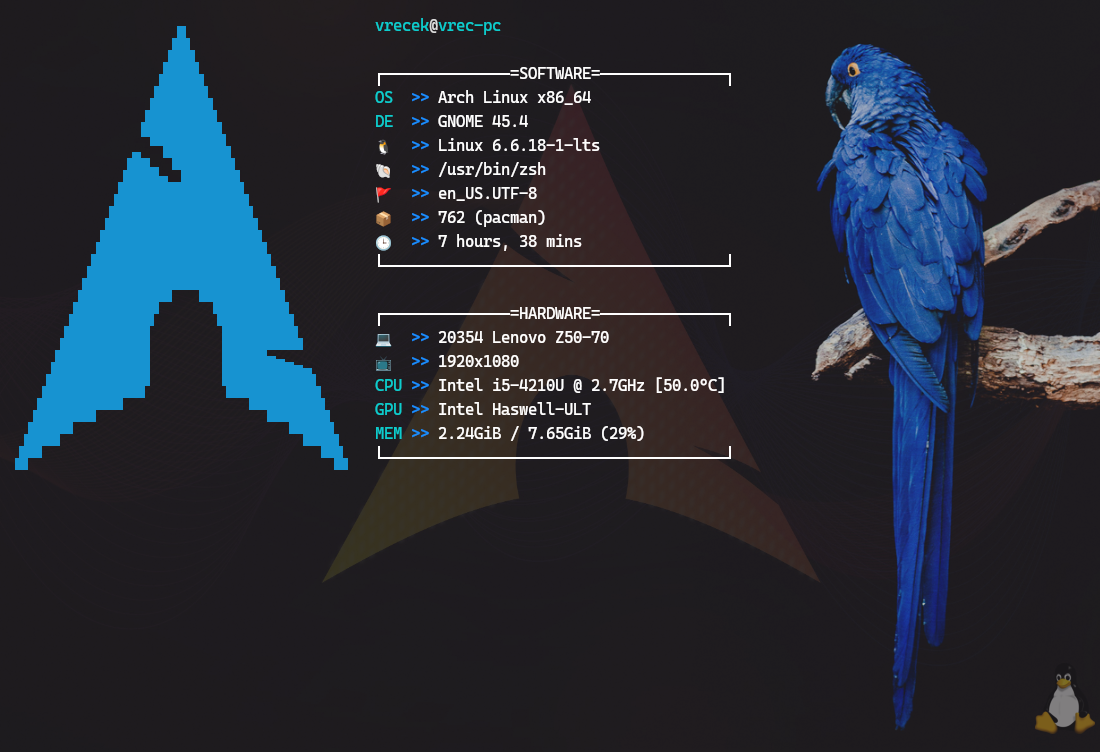 vrecek@vrec-pc
=SOFTWARE=
OS >> Arch Linux x86_64
DE >> GNOME 45.4
🐧 >> Linux 6.6.18-1-lts
🐚 >> /usr/bin/zsh
🚩 >> en_US.UTF-8
📦 >> 762 (pacman)
🕒 >> 7 hours, 38 mins
=HARDWARE=
💻 >> 20354 Lenovo Z50-70
📺 >> 1920x1080
CPU >> Intel i5-4210U @ 2.7GHz [50.0°C]
GPU >> Intel Haswell-ULT
MEM >> 2.24GiB / 7.65GiB (29%)